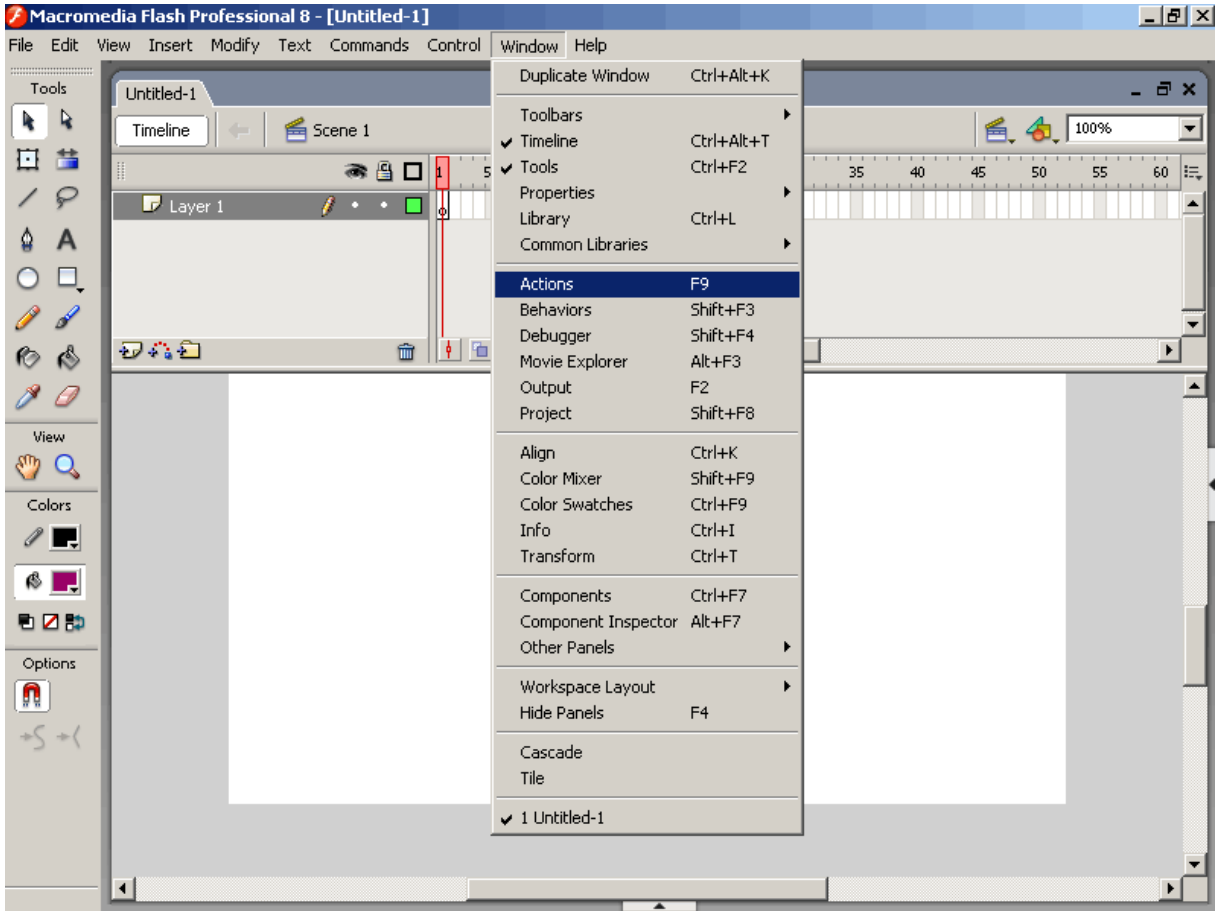 Macromedia Flash Professional 8 - [Untitled-1]
File Edit View Insert Modify Text Commands Control Window Help
Tools
Untitled-1
Timeline
Scene 1
100%
1 5 35 40 45 50 55 60
Layer 1
Duplicate Window Ctrl+Alt+K
Toolbars
Timeline Ctrl+Alt+T
Tools Ctrl+F2
Properties
Library Ctrl+L
Common Libraries
Actions F9
Behaviors Shift+F3
Debugger Shift+F4
Movie Explorer Alt+F3
Output F2
Project Shift+F8
Align Ctrl+K
Color Mixer Shift+F9
Color Swatches Ctrl+F9
Info Ctrl+I
Transform Ctrl+T
Components Ctrl+F7
Component Inspector Alt+F7
Other Panels
Workspace Layout
Hide Panels F4
Cascade
Tile
1 Untitled-1
View
Colors
Options